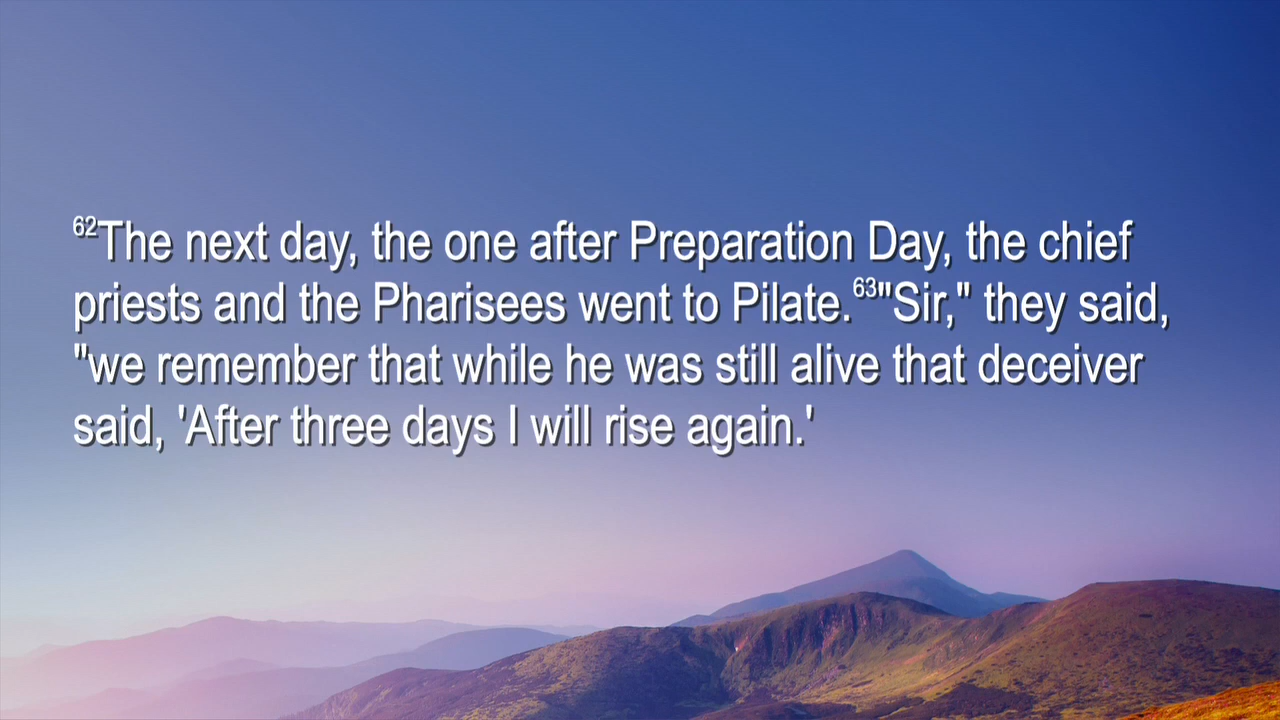 62The next day, the one after Preparation Day, the chief
priests and the Pharisees went to Pilate. 63"Sir," they said,
"we remember that while he was still alive that deceiver
said, 'After three days I will rise again.'